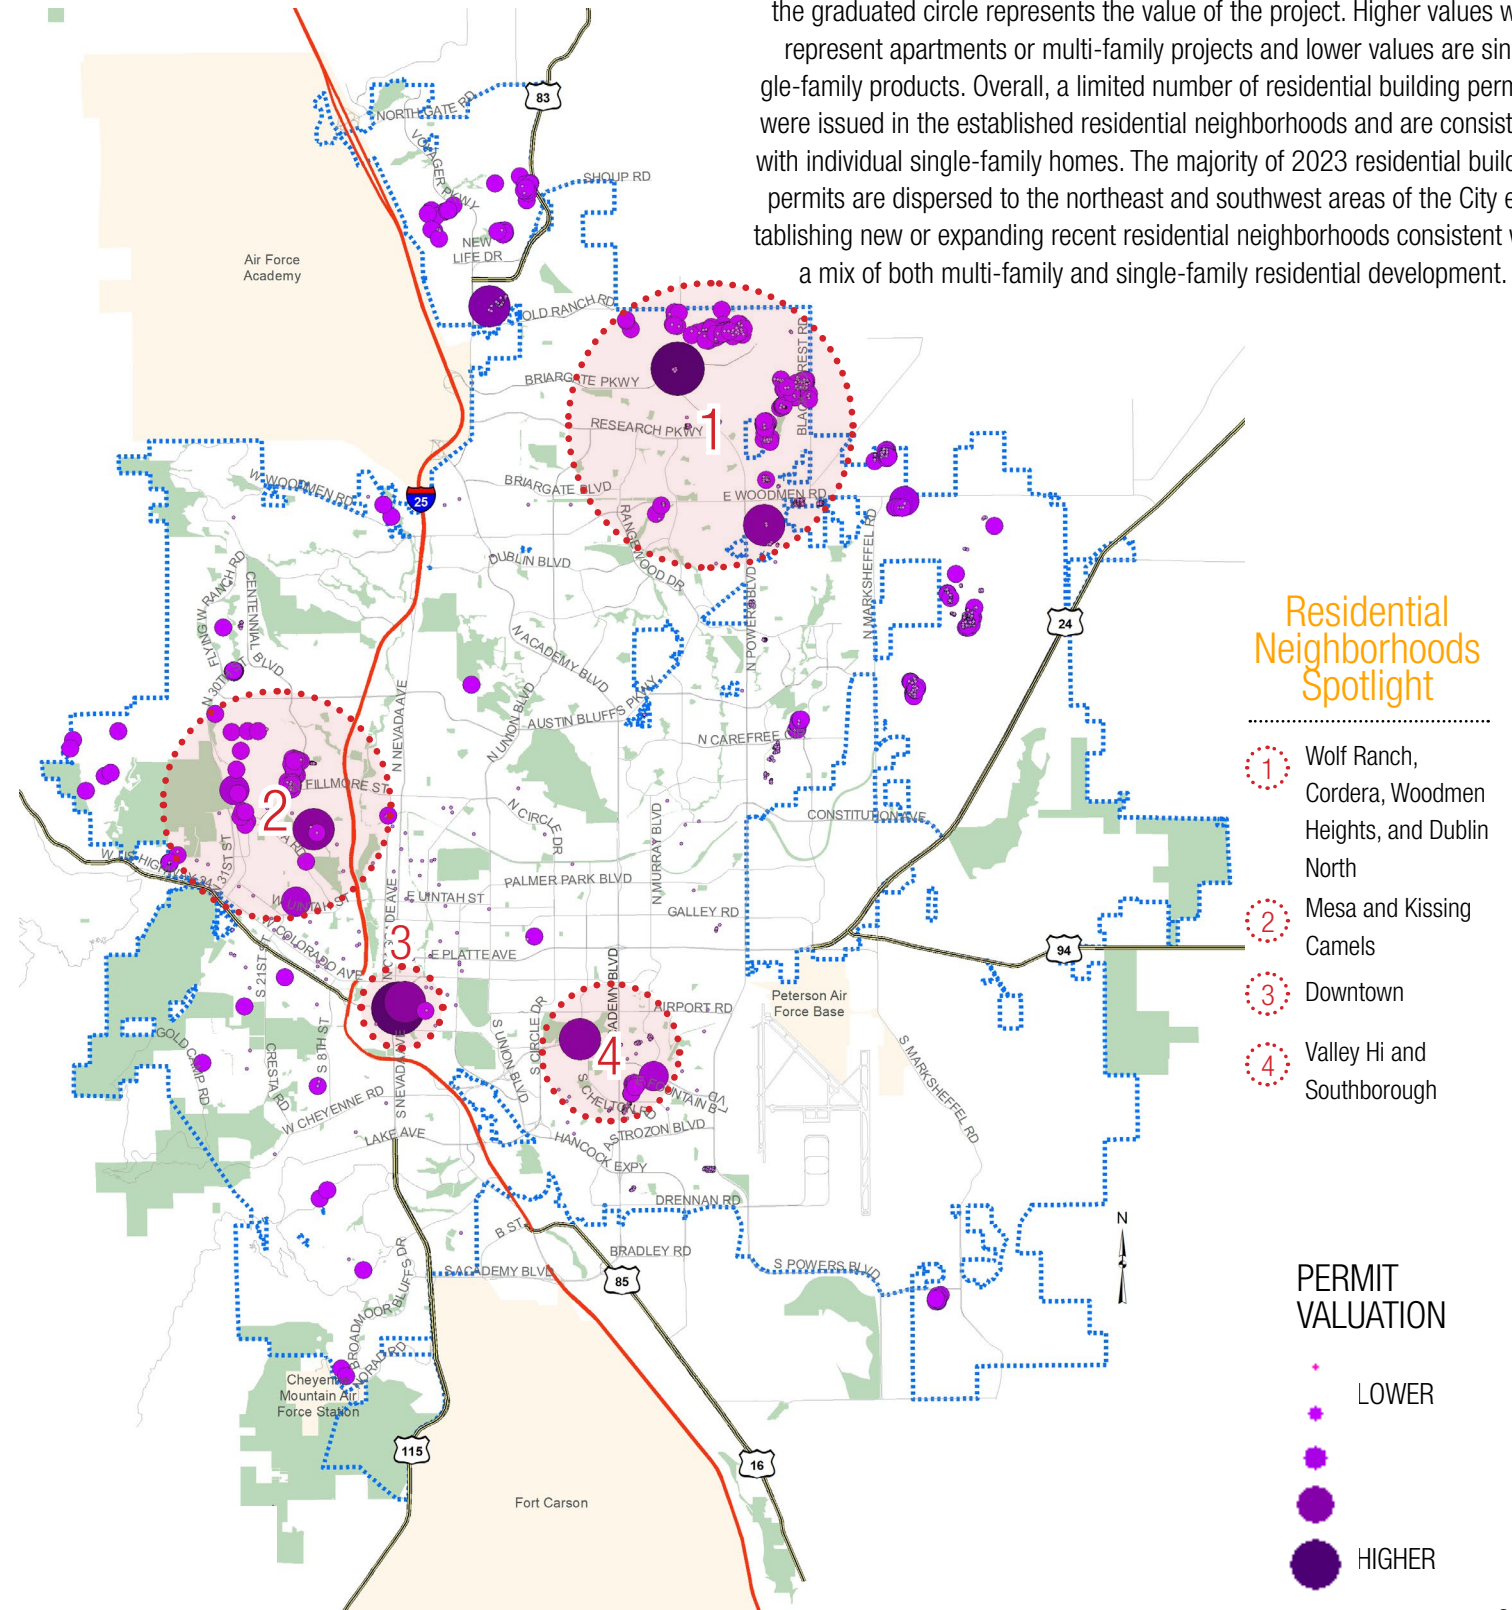 the graduated circle represents the value of the project. Higher values w
represent apartments or multi-family projects and lower values are sin
gle-family products. Overall, a limited number of residential building perm
were issued in the established residential neighborhoods and are consist
with individual single-family homes. The majority of 2023 residential build
permits are dispersed to the northeast and southwest areas of the City e
tablishing new or expanding recent residential neighborhoods consistent w
a mix of both multi-family and single-family residential development.
83
NORTH GATE RD
VOYAGER PKWY
SHOUP RD
NEW
LIFE DR
Air Force
Academy
OLD RANCH RD
BRIARGATE PKWY
RESEARCH PKWY
1
BRIARGATE BLVD
E WOODMEN RD
W WOODMEN RD
25
RANGEWOOD DR
DUBLIN BLVD
N MARKSHEFFEL RD
N POWERS BLVD
FLYING W RANCH RD
CENTENNIAL BLVD
N 30TH ST
24
N ACADEMY BLVD
N NEVADA AVE
N UNION BLVD
AUSTIN BLUFFS PKWY
N CAREFREE
FILLMORE ST
2
N CIRCLE DR
N MURRAY BLVD
CONSTITUTION AVE
31ST ST
PALMER PARK BLVD
W UINTAH ST
E UINTAH ST
GALLEY RD
W COLORADO AVE
3
E PLATTE AVE
94
S 21ST ST
AIRPORT RD
Peterson Air
Force Base
GOLD CAMP RD
CRESTA RD
S 8TH ST
S NEVADA AVE
S UNION BLVD
S CIRCLE DR
4
S CHELTON RD
S MARKSHEFFEL RD
W CHEYENNE RD
LAKE AVE
HANCOCK EXPY
ASTROZON BLVD
DRENNAN RD
B ST
BRADLEY RD
S ACADEMY BLVD
85
S POWERS BLVD
BROADMOOR BLUFFS DR
NORAD RD
Cheyenne
Mountain Air
Force Station
115
16
Fort Carson
Residential
Neighborhoods
Spotlight
1 Wolf Ranch,
Cordera, Woodmen
Heights, and Dublin
North
2 Mesa and Kissing
Camels
3 Downtown
4 Valley Hi and
Southborough
N
PERMIT
VALUATION
LOWER
HIGHER